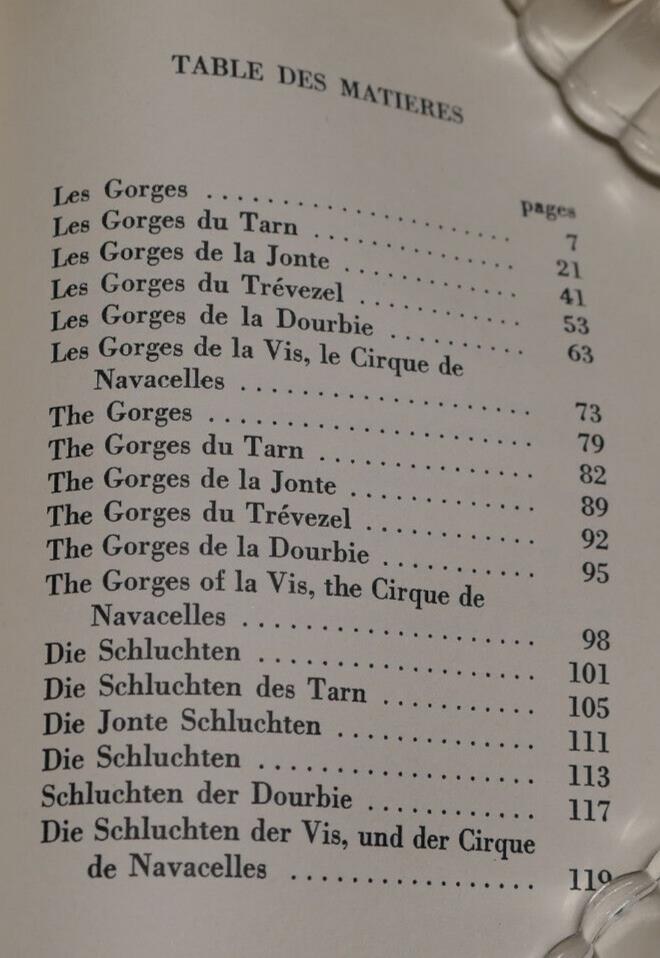 TABLE DES MATIERES
pages
Les Gorges . . . . . . . . . . . . . . . . . . . . 7
Les Gorges du Tarn . . . . . . . . . . . . . 21
Les Gorges de la Jonte . . . . . . . . . . . 41
Les Gorges du Trévezel . . . . . . . . . . . 53
Les Gorges de la Dourbie . . . . . . . . . 63
Les Gorges de la Vis, le Cirque de
Navacelles . . . . . . . . . . . . . . . . . . . 73
The Gorges . . . . . . . . . . . . . . . . . . . . 79
The Gorges du Tarn . . . . . . . . . . . . . . 82
The Gorges de la Jonte . . . . . . . . . . . . 89
The Gorges du Trévezel . . . . . . . . . . . 92
The Gorges de la Dourbie . . . . . . . . . . 95
The Gorges of la Vis, the Cirque de
Navacelles . . . . . . . . . . . . . . . . . . . 98
Die Schluchten . . . . . . . . . . . . . . . . . 101
Die Schluchten des Tarn . . . . . . . . . . 105
Die Jonte Schluchten . . . . . . . . . . . . . 111
Die Schluchten . . . . . . . . . . . . . . . . . 113
Schluchten der Dourbie . . . . . . . . . . . 117
Die Schluchten der Vis, und der Cirque
de Navacelles . . . . . . . . . . . . . . . . 119